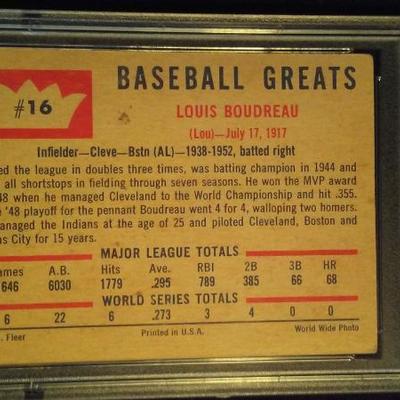 #16
BASEBALL GREATS
LOUIS BOUDREAU
(Lou)—July 17, 1917
Infielder—Cleve—Bstn (AL)—1938-1952, batted right
ed the league in doubles three times, was batting champion in 1944 and
all shortstops in fielding through seven seasons. He won the MVP award
48 when he managed Cleveland to the World Championship and hit .355.
e '48 playoff for the pennant Boudreau went 4 for 4, walloping two homers.
anaged the Indians at the age of 25 and piloted Cleveland, Boston and
as City for 15 years.
MAJOR LEAGUE TOTALS
ames A.B. Hits Ave. RBI 2B 3B HR
646 6030 1779 .295 789 385 66 68
WORLD SERIES TOTALS
6 22 6 .273 3 4 0 0
. Fleer Printed in U.S.A. World Wide Photo